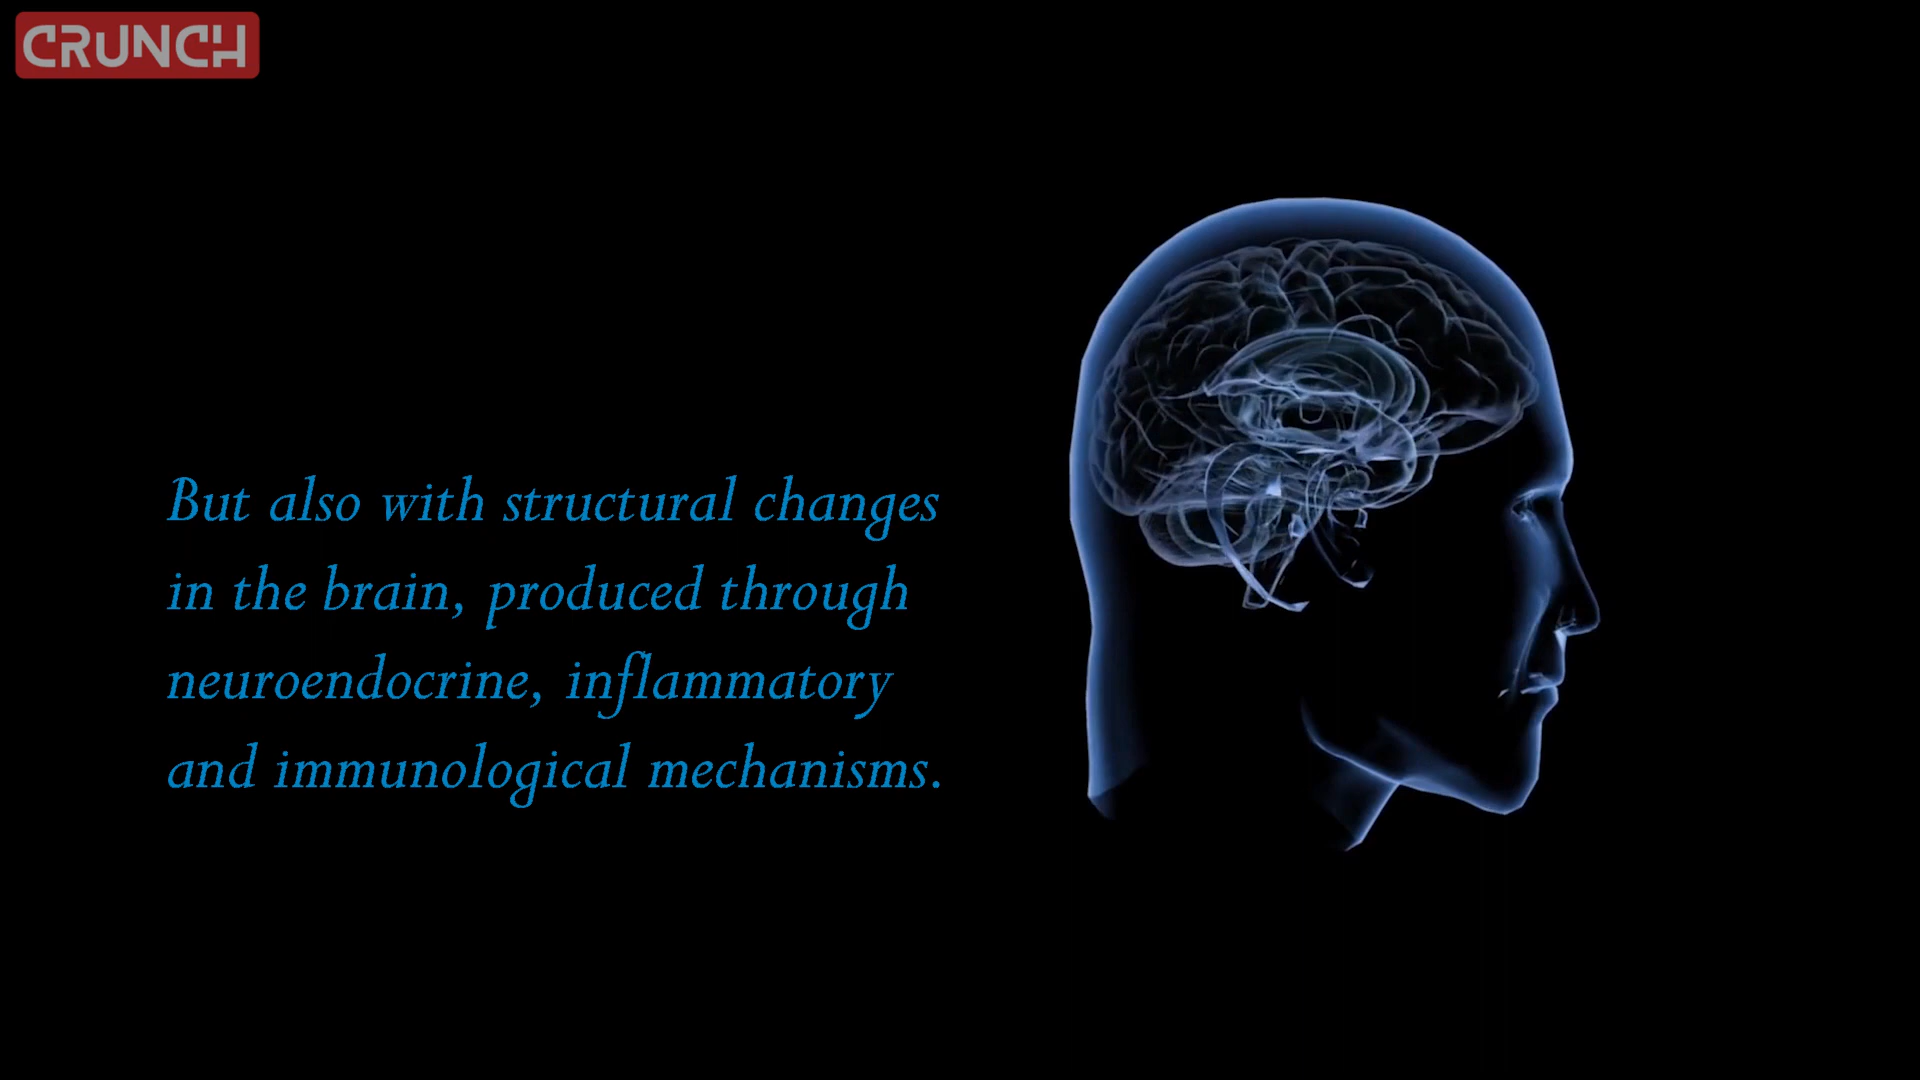 CRUNCH
But also with structural changes
in the brain, produced through
neuroendocrine, inflammatory
and immunological mechanisms.